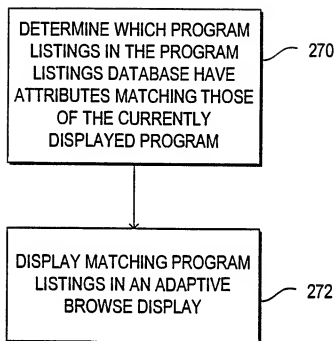 DETERMINE WHICH PROGRAM
LISTINGS IN THE PROGRAM
LISTINGS DATABASE HAVE
ATTRIBUTES MATCHING THOSE
OF THE CURRENTLY
DISPLAYED PROGRAM
270
DISPLAY MATCHING PROGRAM
LISTINGS IN AN ADAPTIVE
BROWSE DISPLAY
272